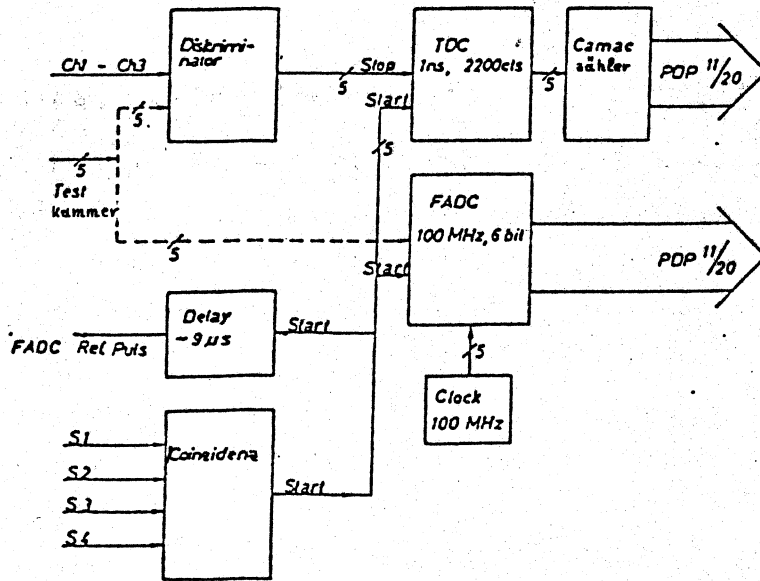 Ch1 - Ch3
Diskrimi-
nator
5
Stop
TDC
1ns, 2200cts
5
Camac
zähler
PDP 11/20
Start
5
5
5
Test
kammer
5
FADC
100 MHz, 6 bit
Start
PDP 11/20
5
Clock
100 MHz
Delay
~ 9 µs
Start
FADC Ref Puls
S1
S2
S3
S4
Coinzidenz
Start